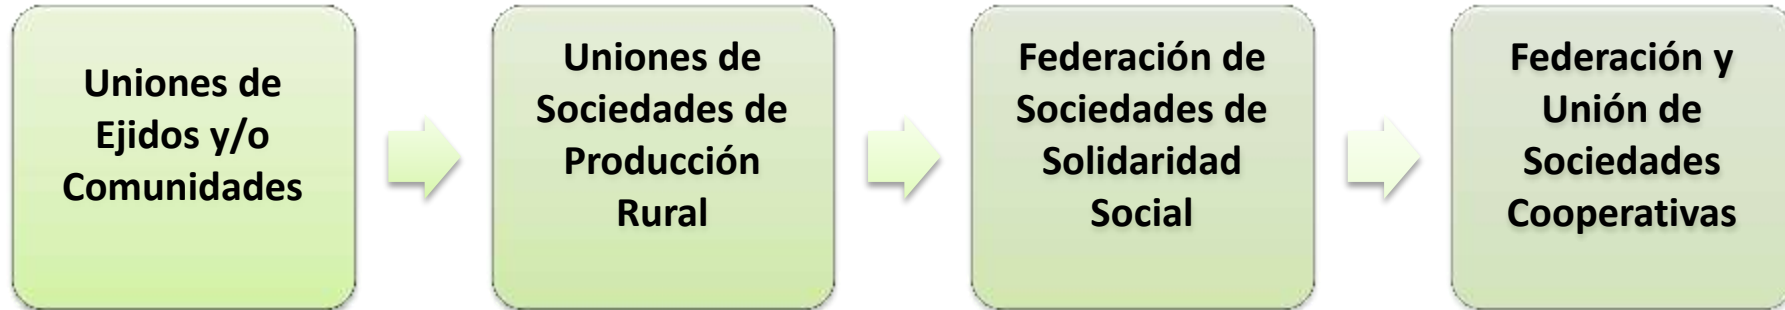 Uniones de
Ejidos y/o
Comunidades
Uniones de
Sociedades de
Producción
Rural
Federación de
Sociedades de
Solidaridad
Social
Federación y
Unión de
Sociedades
Cooperativas